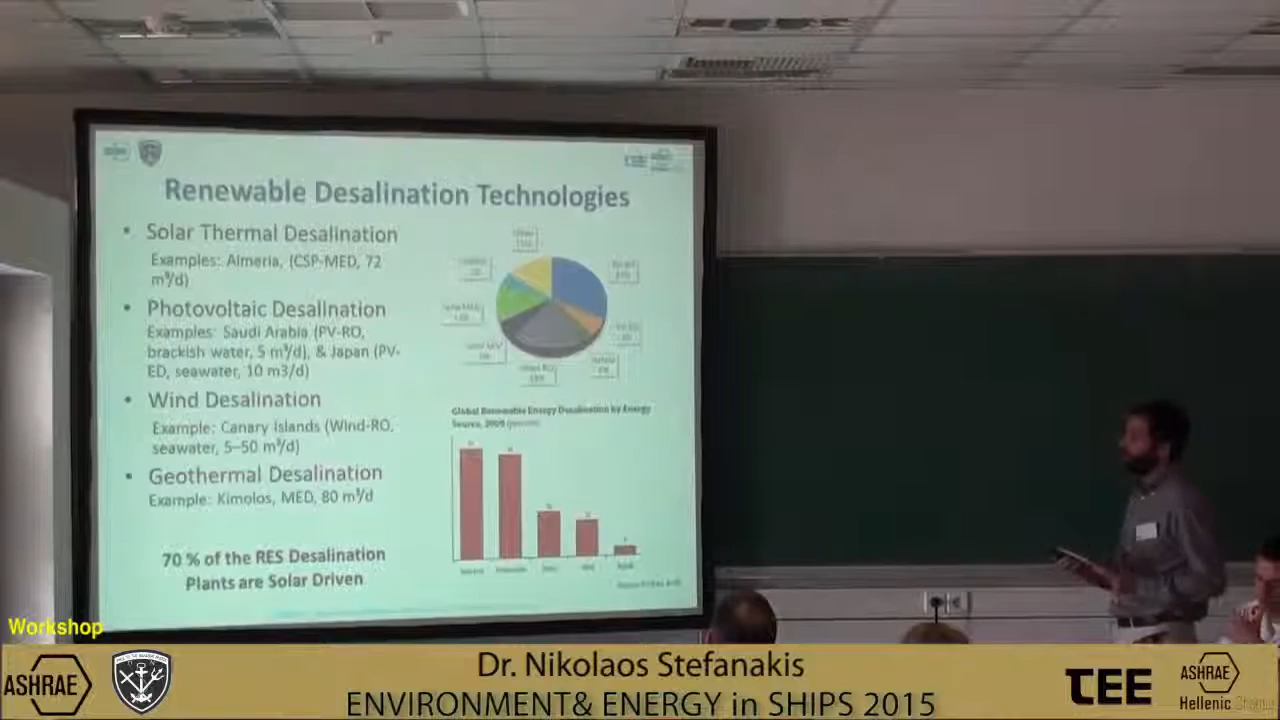 Renewable Desalination Technologies
• Solar Thermal Desalination
Examples: Almeria, (CSP-MED, 72
m³/d)
• Photovoltaic Desalination
Examples: Saudi Arabia (PV-RO,
brackish water, 5 m³/d), & Japan (PV-
ED, seawater, 10 m3/d)
• Wind Desalination
Example: Canary Islands (Wind-RO,
seawater, 5–50 m³/d)
• Geothermal Desalination
Example: Kimolos, MED, 80 m³/d
70 % of the RES Desalination
Plants are Solar Driven
Global Renewable Energy Desalination by Energy
Source, 2009
Workshop
ASHRAE
Dr. Nikolaos Stefanakis
ENVIRONMENT& ENERGY in SHIPS 2015
TEE
ASHRAE
Hellenic